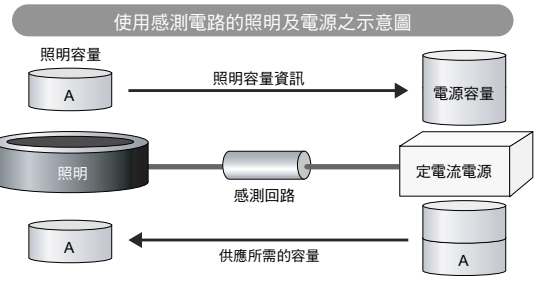 使用感測電路的照明及電源之示意圖
照明容量
A
照明容量資訊
電源容量
照明
感測回路
定電流電源
A
供應所需的容量
A